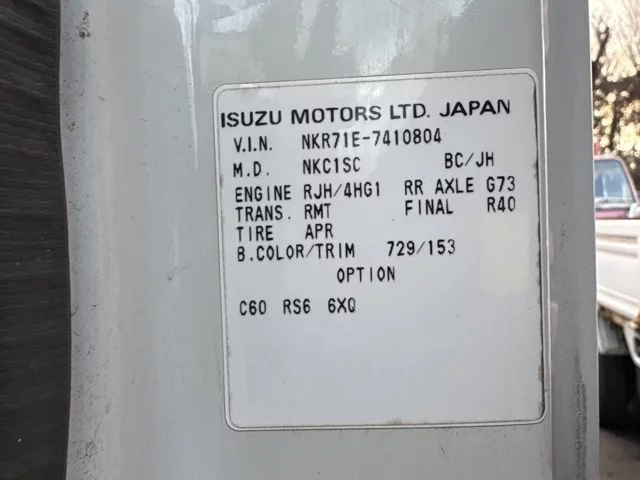 ISUZU MOTORS LTD. JAPAN
V.I.N. NKR71E-7410804
M.D. NKC1SC BC/JH
ENGINE RJH/4HG1 RR AXLE G73
TRANS. RMT FINAL R40
TIRE APR
B.COLOR/TRIM 729/153
OPTION
C60 RS6 6XQ